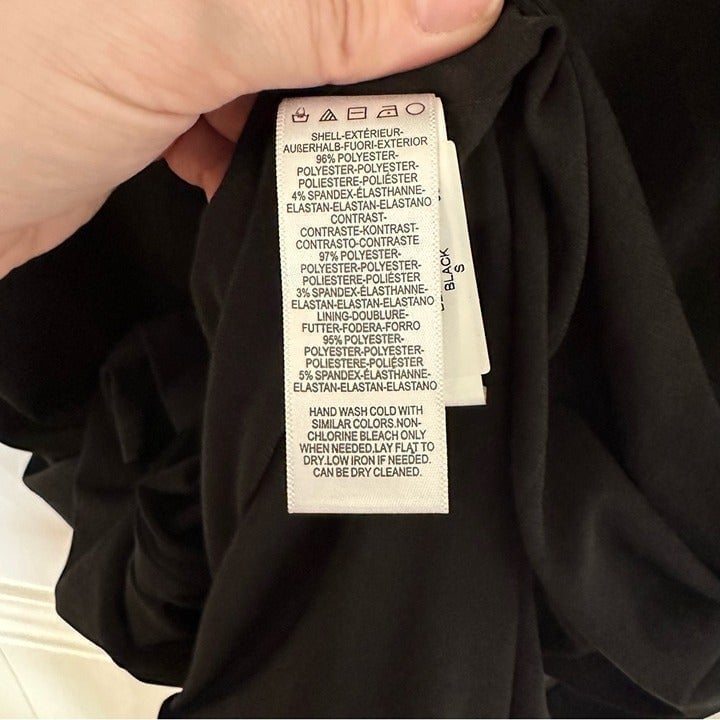 SHELL-EXTÉRIEUR-
AUßERHALB-FUORI-EXTERIOR
96% POLYESTER-
POLYESTER-POLYESTER-
POLIESTERE-POLIÉSTER
4% SPANDEX-ÉLASTHANNE-
ELASTAN-ELASTAN-ELASTANO
CONTRAST-
CONTRASTE-KONTRAST-
CONTRASTO-CONTRASTE
97% POLYESTER-
POLYESTER-POLYESTER-
POLIESTERE-POLIÉSTER
3% SPANDEX-ÉLASTHANNE-
ELASTAN-ELASTAN-ELASTANO
LINING-DOUBLURE-
FUTTER-FODERA-FORRO
95% POLYESTER-
POLYESTER-POLYESTER-
POLIESTERE-POLIÉSTER
5% SPANDEX-ÉLASTHANNE-
ELASTAN-ELASTAN-ELASTANO
HAND WASH COLD WITH
SIMILAR COLORS.NON-
CHLORINE BLEACH ONLY
WHEN NEEDED.LAY FLAT TO
DRY.LOW IRON IF NEEDED.
CAN BE DRY CLEANED.
BLACK
S